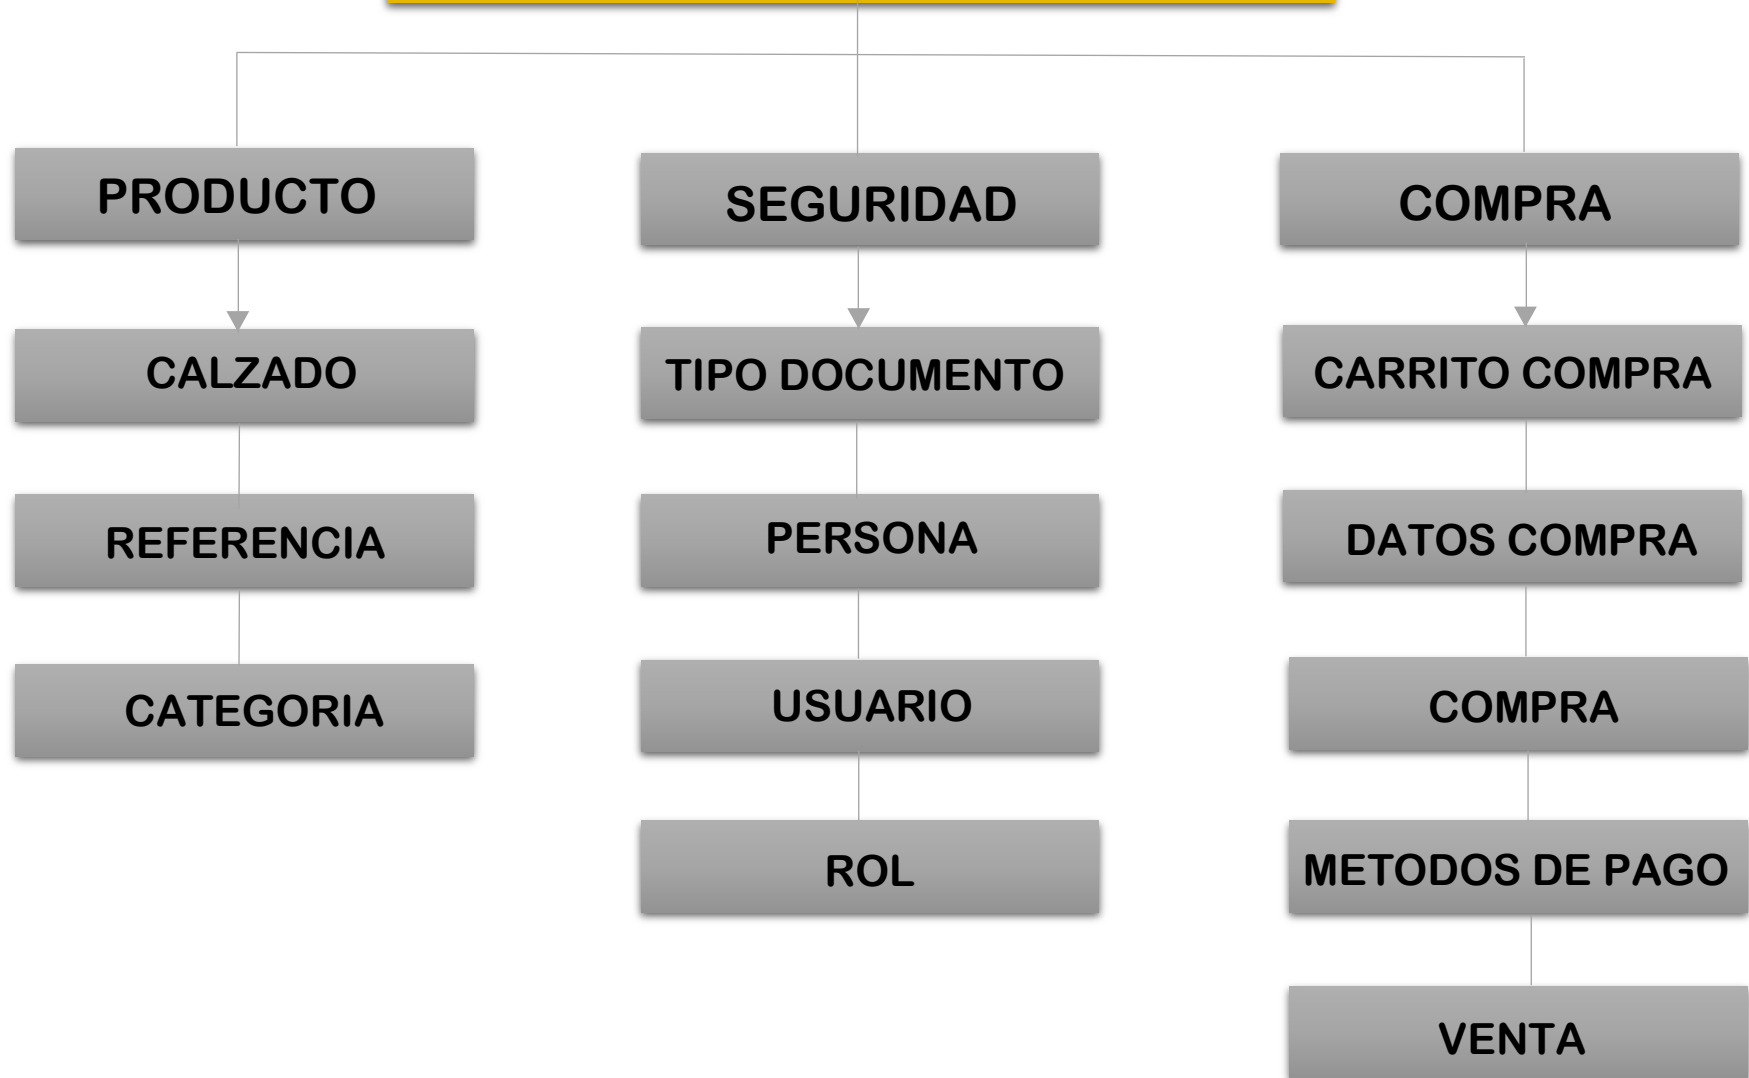 PRODUCTO
SEGURIDAD
COMPRA
CALZADO
TIPO DOCUMENTO
CARRITO COMPRA
REFERENCIA
PERSONA
DATOS COMPRA
CATEGORIA
USUARIO
COMPRA
ROL
METODOS DE PAGO
VENTA